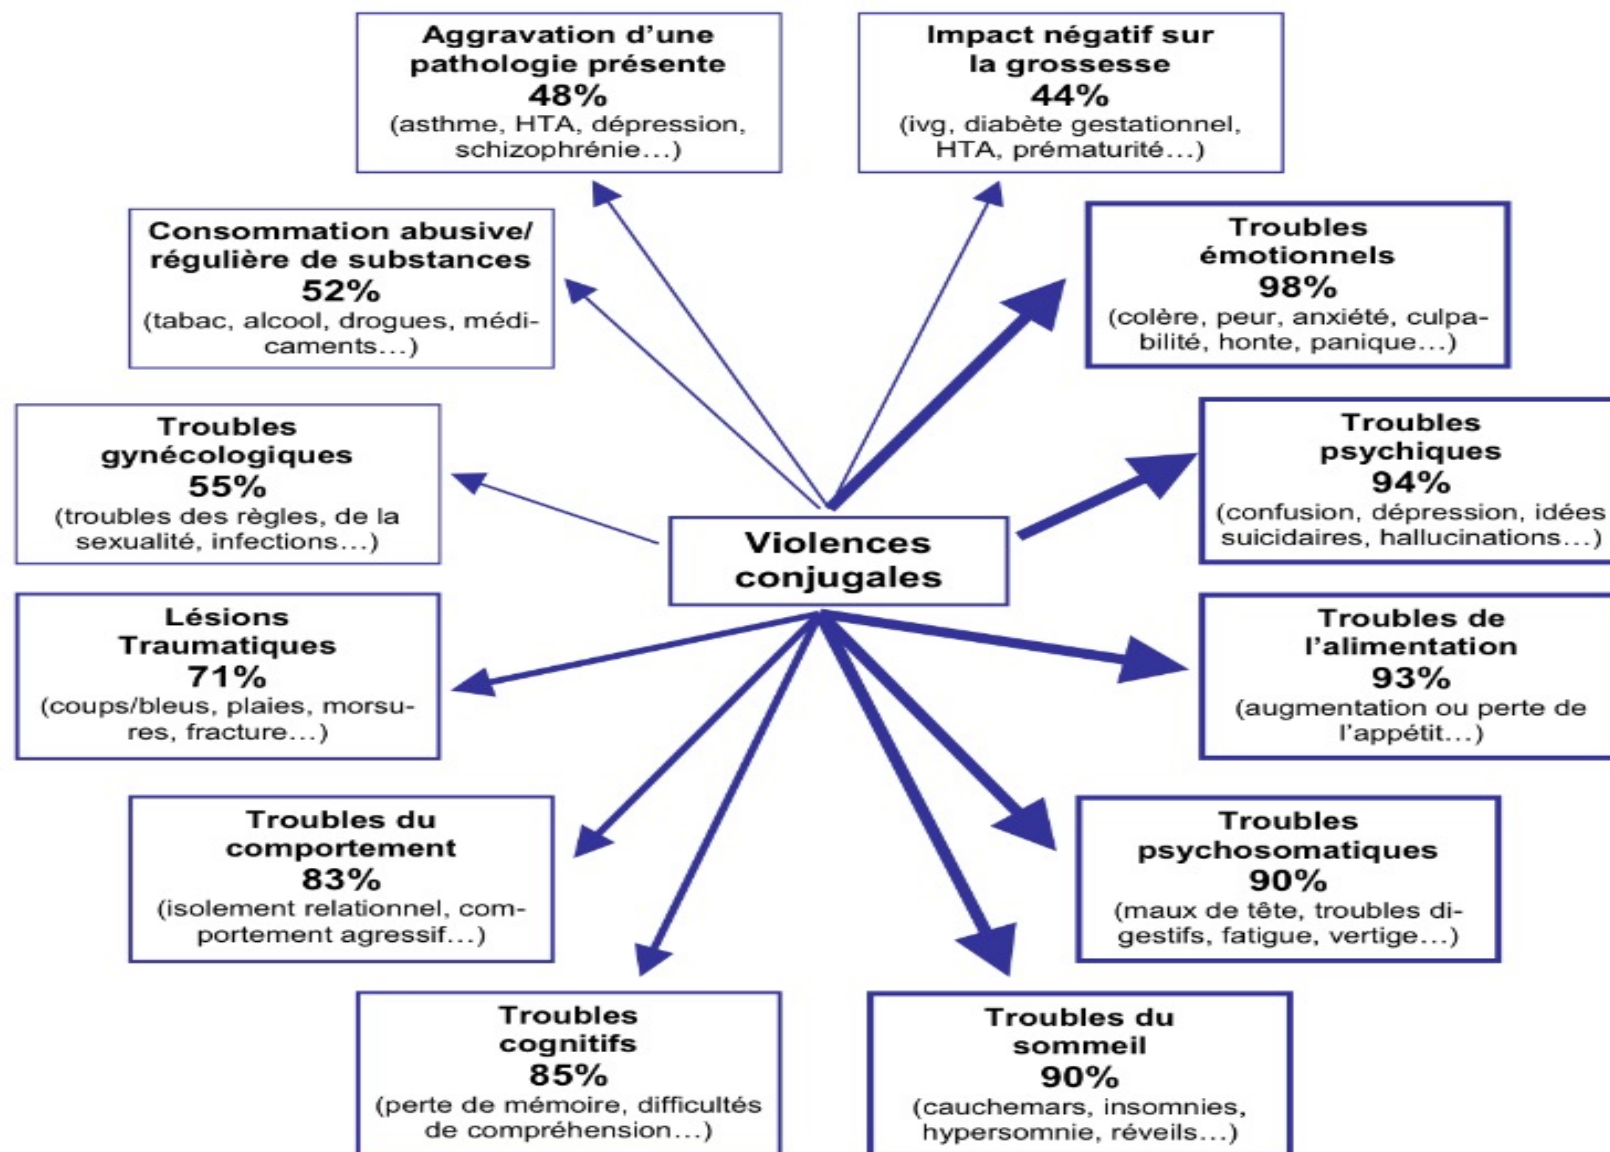 Aggravation d’une
pathologie présente
48%
(asthme, HTA, dépression,
schizophrénie…)
Impact négatif sur
la grossesse
44%
(ivg, diabète gestationnel,
HTA, prématurité…)
Consommation abusive/
régulière de substances
52%
(tabac, alcool, drogues, médi-
caments…)
Troubles
émotionnels
98%
(colère, peur, anxiété, culpa-
bilité, honte, panique…)
Troubles
gynécologiques
55%
(troubles des règles, de la
sexualité, infections…)
Troubles
psychiques
94%
(confusion, dépression, idées
suicidaires, hallucinations…)
Violences
conjugales
Lésions
Traumatiques
71%
(coups/bleus, plaies, morsu-
res, fracture…)
Troubles de
l’alimentation
93%
(augmentation ou perte de
l’appétit…)
Troubles du
comportement
83%
(isolement relationnel, com-
portement agressif…)
Troubles
psychosomatiques
90%
(maux de tête, troubles di-
gestifs, fatigue, vertige…)
Troubles
cognitifs
85%
(perte de mémoire, difficultés
de compréhension…)
Troubles du
sommeil
90%
(cauchemars, insomnies,
hypersomnie, réveils…)